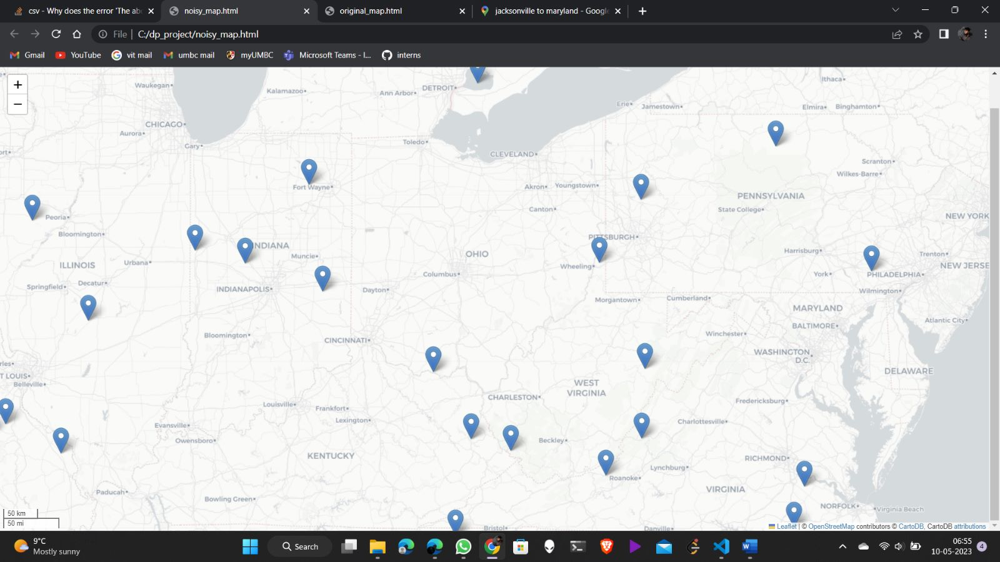 csv - Why does the error 'The ab
noisy_map.html
original_map.html
jacksonville to maryland - Google
File
C:/dp_project/noisy_map.html
Gmail
YouTube
vit mail
umbc mail
myUMBC
Microsoft Teams - I...
interns
+
−
Waukegan
Kalamazoo
Ann Arbor
DETROIT
Erie
Jamestown
Ithaca
Elmira
Binghamton
CHICAGO
Aurora
Gary
Toledo
CLEVELAND
Scranton
Wilkes-Barre
Fort Wayne
Akron
Youngstown
Canton
PENNSYLVANIA
State College
NEW YORK
Peoria
Bloomington
INDIANA
Muncie
OHIO
PITTSBURGH
Harrisburg
Trenton
ILLINOIS
Urbana
Columbus
Wheeling
York
PHILADELPHIA
NEW JERSE
Springfield
Decatur
INDIANAPOLIS
Dayton
Morgantown
Cumberland
Wilmington
MARYLAND
BALTIMORE
Atlantic City
Bloomington
CINCINNATI
Winchester
WASHINGTON
D.C.
rles
T LOUIS
Belleville
WEST
VIRGINIA
DELAWARE
CHARLESTON
Fredericksburg
Louisville
Frankfort
Lexington
Evansville
Owensboro
Beckley
Charlottesville
KENTUCKY
Roanoke
Lynchburg
RICHMOND
VIRGINIA
Paducah
Bowling Green
NORFOLK
Virginia Beach
Bristol
Danville
50 km
50 mi
Leaflet | © OpenStreetMap contributors © CartoDB, CartoDB attributions
9°C
Mostly sunny
Search
06:55
10-05-2023
4